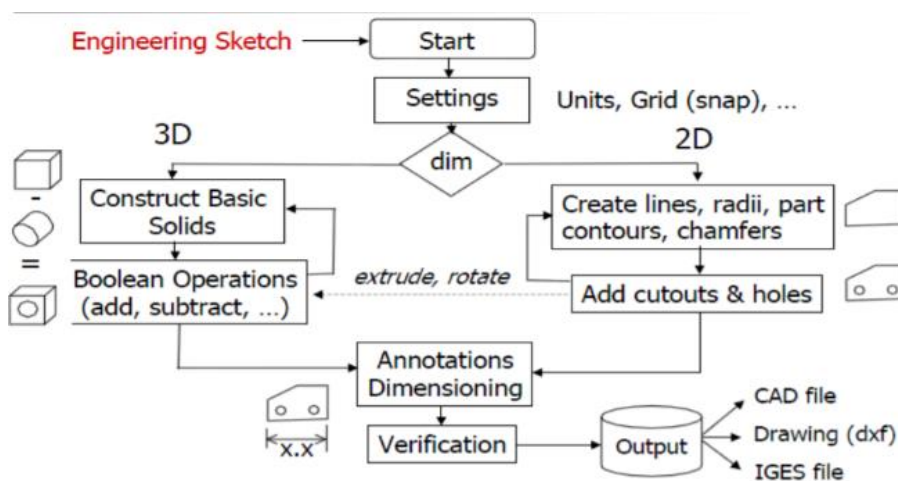 Engineering Sketch
Start
Settings
Units, Grid (snap), ...
3D
dim
2D
Construct Basic
Solids
Create lines, radii, part
contours, chamfers
-
=
Boolean Operations
(add, subtract, ...)
extrude, rotate
Add cutouts & holes
Annotations
Dimensioning
x.x
Verification
Output
CAD file
Drawing (dxf)
IGES file